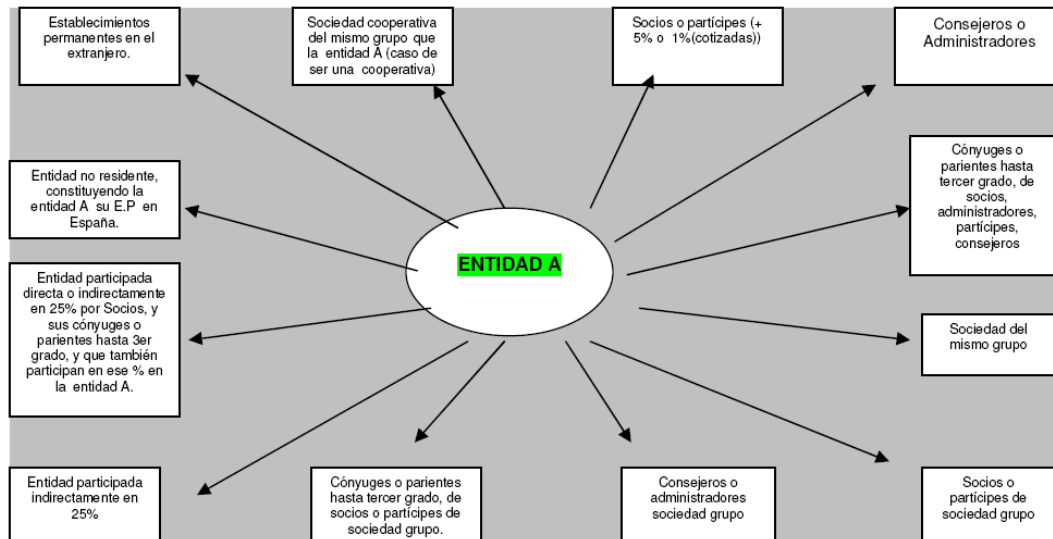 Establecimientos
permanentes en el
extranjero.
Sociedad cooperativa
del mismo grupo que
la entidad A (caso de
ser una cooperativa)
Socios o partícipes (+
5% o 1%(cotizadas))
Consejeros o
Administradores
Entidad no residente,
constituyendo la
entidad A su E.P en
España.
Cónyuges o
parientes hasta
tercer grado, de
socios,
administradores,
partícipes,
consejeros
ENTIDAD A
Entidad participada
directa o indirectamente
en 25% por Socios, y
sus cónyuges o
parientes hasta 3er
grado, y que también
participan en ese % en
la entidad A.
Sociedad del
mismo grupo
Entidad participada
indirectamente en
25%
Cónyuges o parientes
hasta tercer grado, de
socios o partícipes de
sociedad grupo.
Consejeros o
administradores
sociedad grupo
Socios o
partícipes de
sociedad grupo